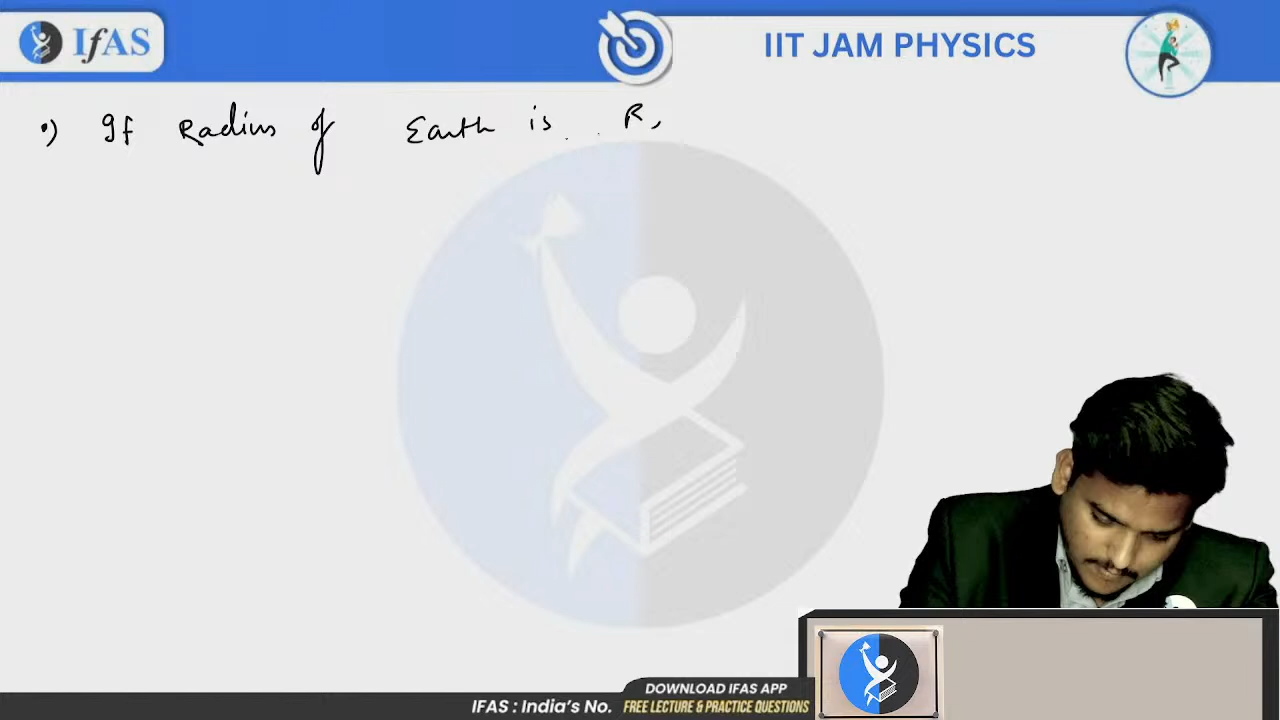 IfAS
IIT JAM PHYSICS
•) If Radius of Earth is R,
DOWNLOAD IFAS APP
IFAS : India's No. FREE LECTURE & PRACTICE QUESTIONS